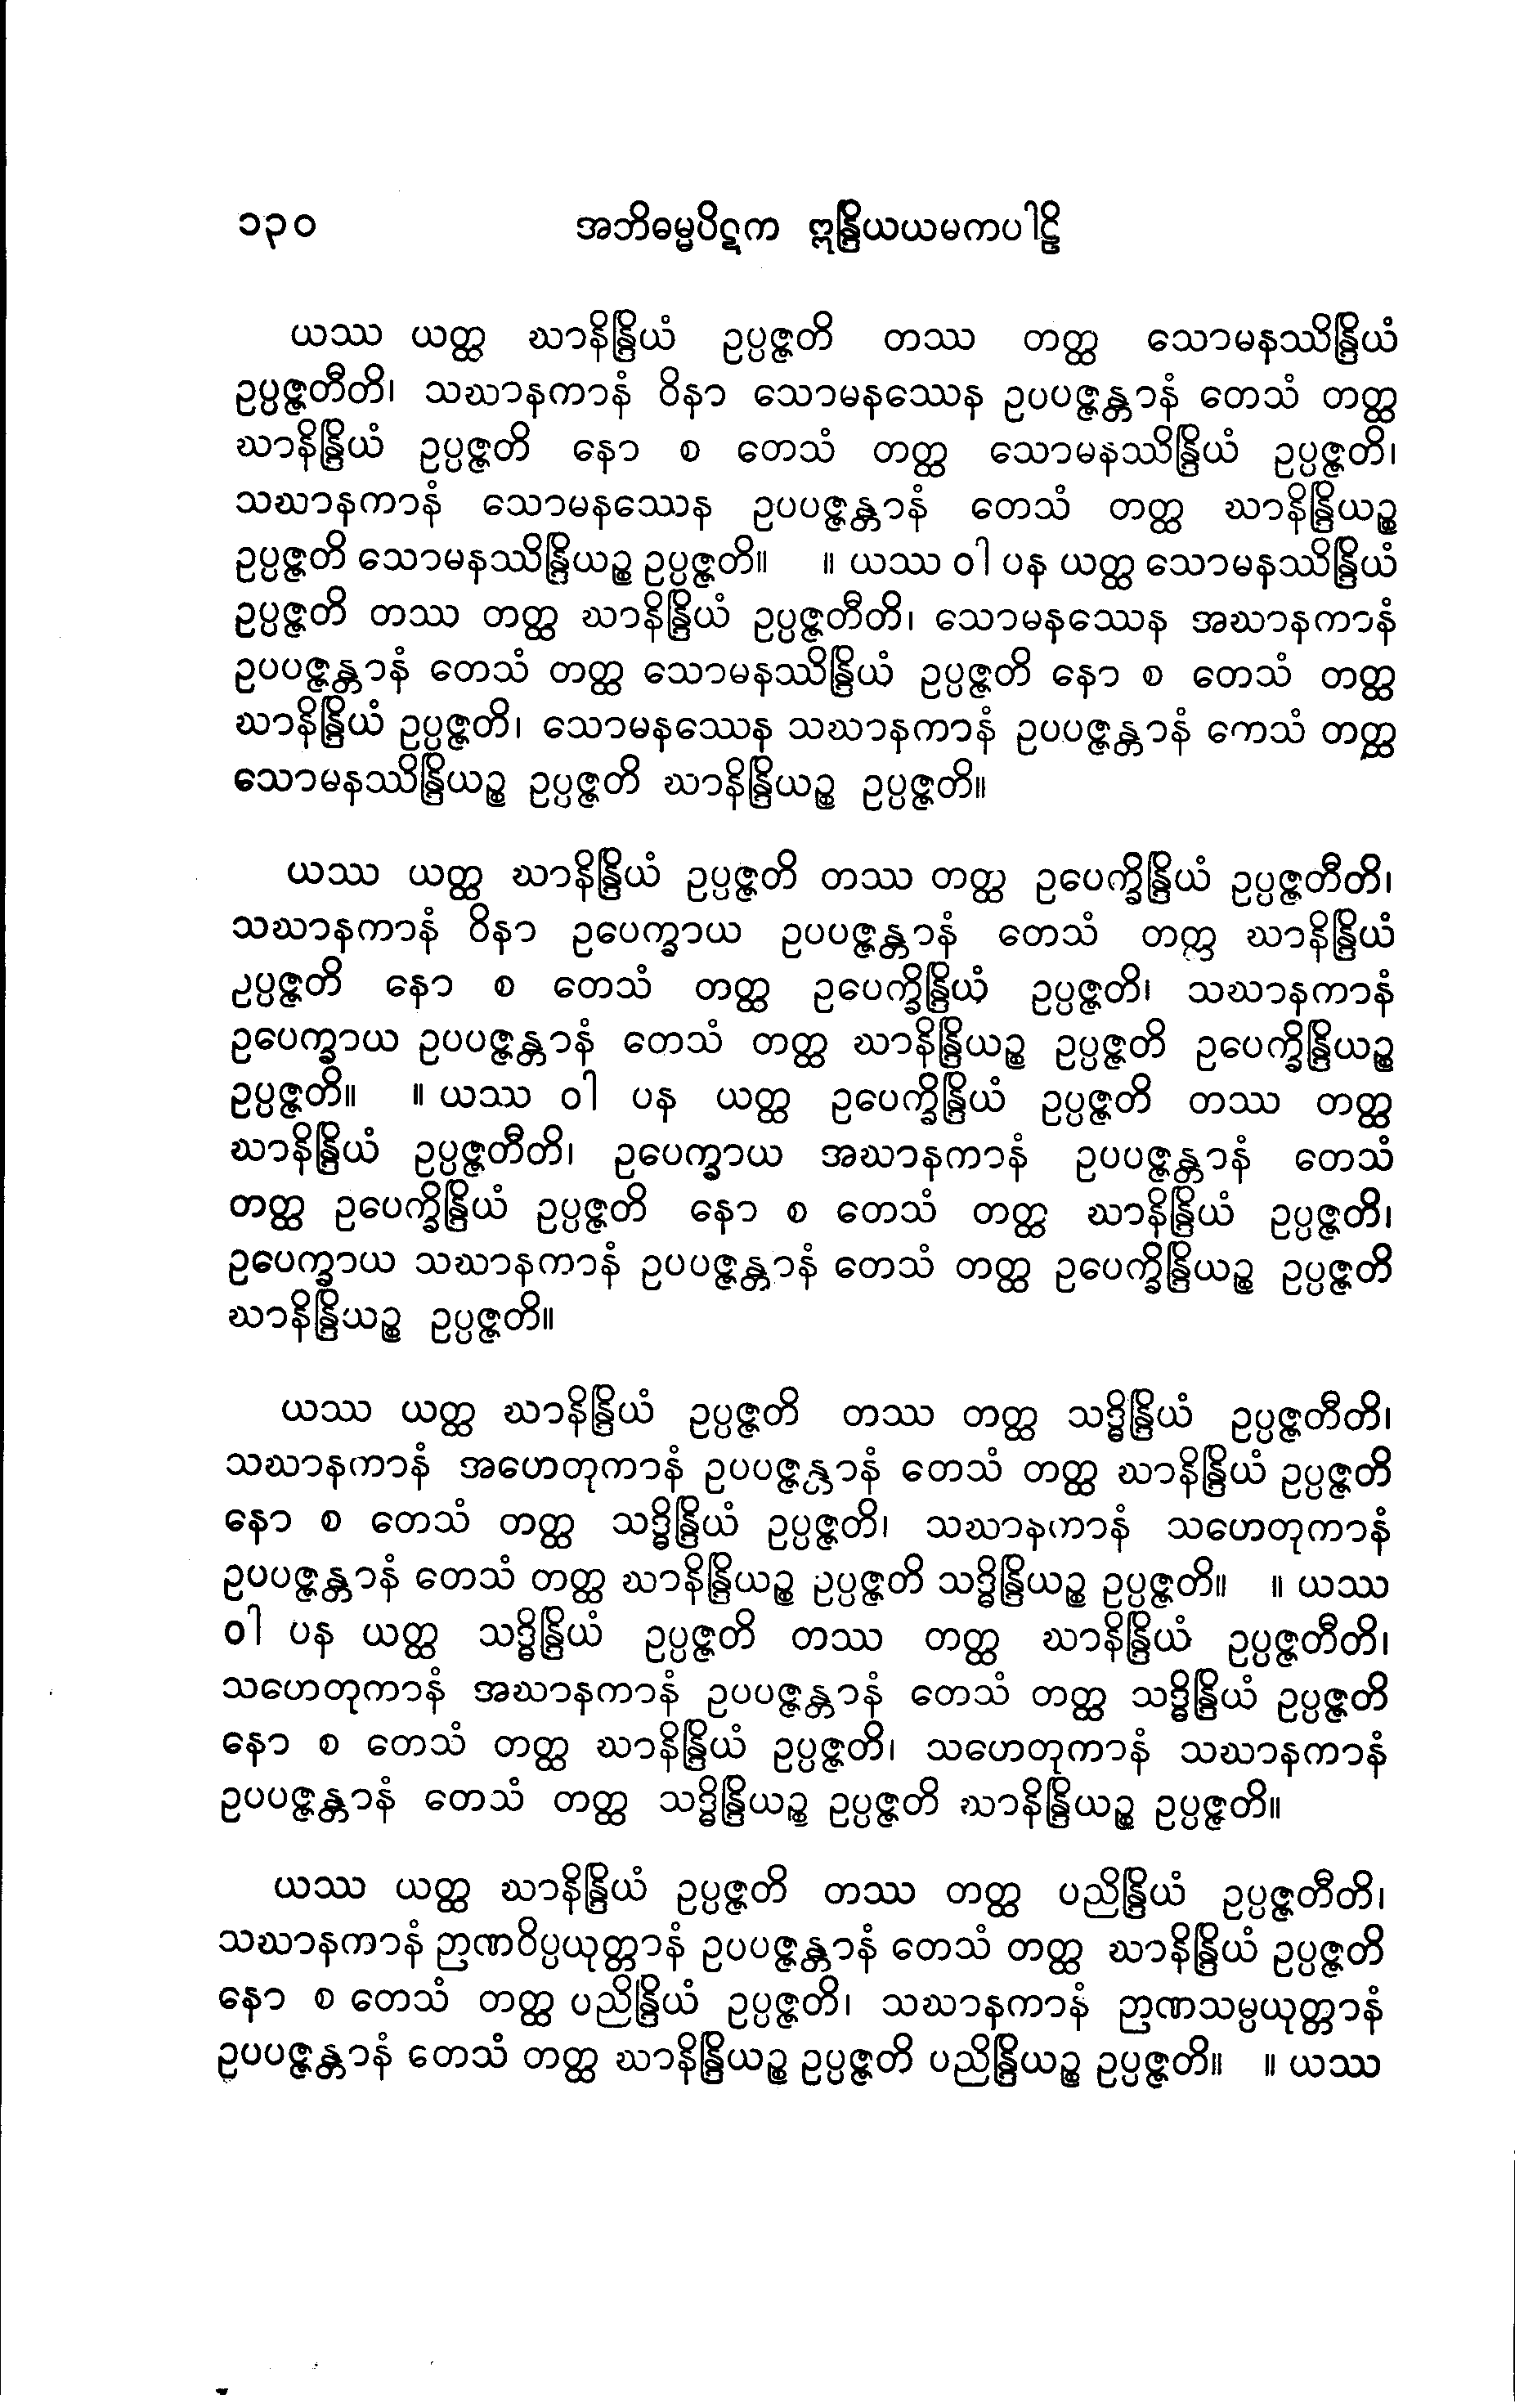 ၁၃၀ အဘိဓမ္မပိဋက ဣန္ဒြိယယမကပါဠိ
ယဿ ယတ္ထ ဃာနိန္ဒြိယံ ဥပ္ပဇ္ဇတိ တဿ တတ္ထ သောမနဿိန္ဒြိယံ
ဥပ္ပဇ္ဇတီတိ၊ သဃာနကာနံ ဝိနာ သောမနဿေန ဥပပဇ္ဇန္တာနံ တေသံ တတ္ထ
ဃာနိန္ဒြိယံ ဥပ္ပဇ္ဇတိ နော စ တေသံ တတ္ထ သောမနဿိန္ဒြိယံ ဥပ္ပဇ္ဇတိ၊
သဃာနကာနံ သောမနဿေန ဥပပဇ္ဇန္တာနံ တေသံ တတ္ထ ဃာနိန္ဒြိယဉ္စ
ဥပ္ပဇ္ဇတိ သောမနဿိန္ဒြိယဉ္စ ဥပ္ပဇ္ဇတိ။ ။ ယဿ ဝါ ပန ယတ္ထ သောမနဿိန္ဒြိယံ
ဥပ္ပဇ္ဇတိ တဿ တတ္ထ ဃာနိန္ဒြိယံ ဥပ္ပဇ္ဇတီတိ၊ သောမနဿေန အဃာနကာနံ
ဥပပဇ္ဇန္တာနံ တေသံ တတ္ထ သောမနဿိန္ဒြိယံ ဥပ္ပဇ္ဇတိ နော စ တေသံ တတ္ထ
ဃာနိန္ဒြိယံ ဥပ္ပဇ္ဇတိ၊ သောမနဿေန သဃာနကာနံ ဥပပဇ္ဇန္တာနံ ကေသံ တတ္ထ
သောမနဿိန္ဒြိယဉ္စ ဥပ္ပဇ္ဇတိ ဃာနိန္ဒြိယဉ္စ ဥပ္ပဇ္ဇတိ။
ယဿ ယတ္ထ ဃာနိန္ဒြိယံ ဥပ္ပဇ္ဇတိ တဿ တတ္ထ ဥပေက္ခိန္ဒြိယံ ဥပ္ပဇ္ဇတီတိ၊
သဃာနကာနံ ဝိနာ ဥပေက္ခာယ ဥပပဇ္ဇန္တာနံ တေသံ တတ္ထ ဃာနိန္ဒြိယံ
ဥပ္ပဇ္ဇတိ နော စ တေသံ တတ္ထ ဥပေက္ခိန္ဒြိယံ ဥပ္ပဇ္ဇတိ၊ သဃာနကာနံ
ဥပေက္ခာယ ဥပပဇ္ဇန္တာနံ တေသံ တတ္ထ ဃာနိန္ဒြိယဉ္စ ဥပ္ပဇ္ဇတိ ဥပေက္ခိန္ဒြိယဉ္စ
ဥပ္ပဇ္ဇတိ။ ။ ယဿ ဝါ ပန ယတ္ထ ဥပေက္ခိန္ဒြိယံ ဥပ္ပဇ္ဇတိ တဿ တတ္ထ
ဃာနိန္ဒြိယံ ဥပ္ပဇ္ဇတီတိ၊ ဥပေက္ခာယ အဃာနကာနံ ဥပပဇ္ဇန္တာနံ တေသံ
တတ္ထ ဥပေက္ခိန္ဒြိယံ ဥပ္ပဇ္ဇတိ နော စ တေသံ တတ္ထ ဃာနိန္ဒြိယံ ဥပ္ပဇ္ဇတိ၊
ဥပေက္ခာယ သဃာနကာနံ ဥပပဇ္ဇန္တာနံ တေသံ တတ္ထ ဥပေက္ခိန္ဒြိယဉ္စ ဥပ္ပဇ္ဇတိ
ဃာနိန္ဒြိယဉ္စ ဥပ္ပဇ္ဇတိ။
ယဿ ယတ္ထ ဃာနိန္ဒြိယံ ဥပ္ပဇ္ဇတိ တဿ တတ္ထ သဒ္ဓိန္ဒြိယံ ဥပ္ပဇ္ဇတီတိ၊
သဃာနကာနံ အဟေတုကာနံ ဥပပဇ္ဇန္တာနံ တေသံ တတ္ထ ဃာနိန္ဒြိယံ ဥပ္ပဇ္ဇတိ
နော စ တေသံ တတ္ထ သဒ္ဓိန္ဒြိယံ ဥပ္ပဇ္ဇတိ၊ သဃာနကာနံ သဟေတုကာနံ
ဥပပဇ္ဇန္တာနံ တေသံ တတ္ထ ဃာနိန္ဒြိယဉ္စ ဥပ္ပဇ္ဇတိ သဒ္ဓိန္ဒြိယဉ္စ ဥပ္ပဇ္ဇတိ။ ။ ယဿ
ဝါ ပန ယတ္ထ သဒ္ဓိန္ဒြိယံ ဥပ္ပဇ္ဇတိ တဿ တတ္ထ ဃာနိန္ဒြိယံ ဥပ္ပဇ္ဇတီတိ၊
သဟေတုကာနံ အဃာနကာနံ ဥပပဇ္ဇန္တာနံ တေသံ တတ္ထ သဒ္ဓိန္ဒြိယံ ဥပ္ပဇ္ဇတိ
နော စ တေသံ တတ္ထ ဃာနိန္ဒြိယံ ဥပ္ပဇ္ဇတိ၊ သဟေတုကာနံ သဃာနကာနံ
ဥပပဇ္ဇန္တာနံ တေသံ တတ္ထ သဒ္ဓိန္ဒြိယဉ္စ ဥပ္ပဇ္ဇတိ ဃာနိန္ဒြိယဉ္စ ဥပ္ပဇ္ဇတိ။
ယဿ ယတ္ထ ဃာနိန္ဒြိယံ ဥပ္ပဇ္ဇတိ တဿ တတ္ထ ပညိန္ဒြိယံ ဥပ္ပဇ္ဇတီတိ၊
သဃာနကာနံ ဉာဏဝိပ္ပယုတ္တာနံ ဥပပဇ္ဇန္တာနံ တေသံ တတ္ထ ဃာနိန္ဒြိယံ ဥပ္ပဇ္ဇတိ
နော စ တေသံ တတ္ထ ပညိန္ဒြိယံ ဥပ္ပဇ္ဇတိ၊ သဃာနကာနံ ဉာဏသမ္ပယုတ္တာနံ
ဥပပဇ္ဇန္တာနံ တေသံ တတ္ထ ဃာနိန္ဒြိယဉ္စ ဥပ္ပဇ္ဇတိ ပညိန္ဒြိယဉ္စ ဥပ္ပဇ္ဇတိ။ ။ ယဿ